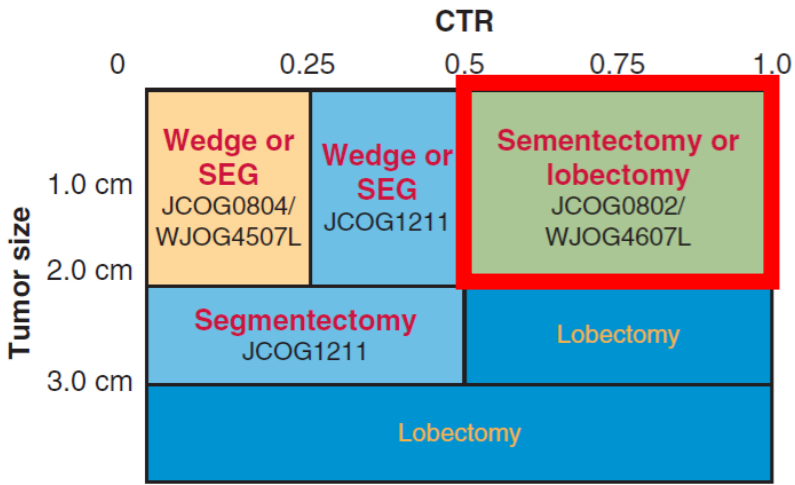 CTR
0 0.25 0.5 0.75 1.0
Tumor size
1.0 cm
2.0 cm
3.0 cm
Wedge or
SEG
JCOG0804/
WJOG4507L
Wedge or
SEG
JCOG1211
Sementectomy or
lobectomy
JCOG0802/
WJOG4607L
Segmentectomy
JCOG1211
Lobectomy
Lobectomy